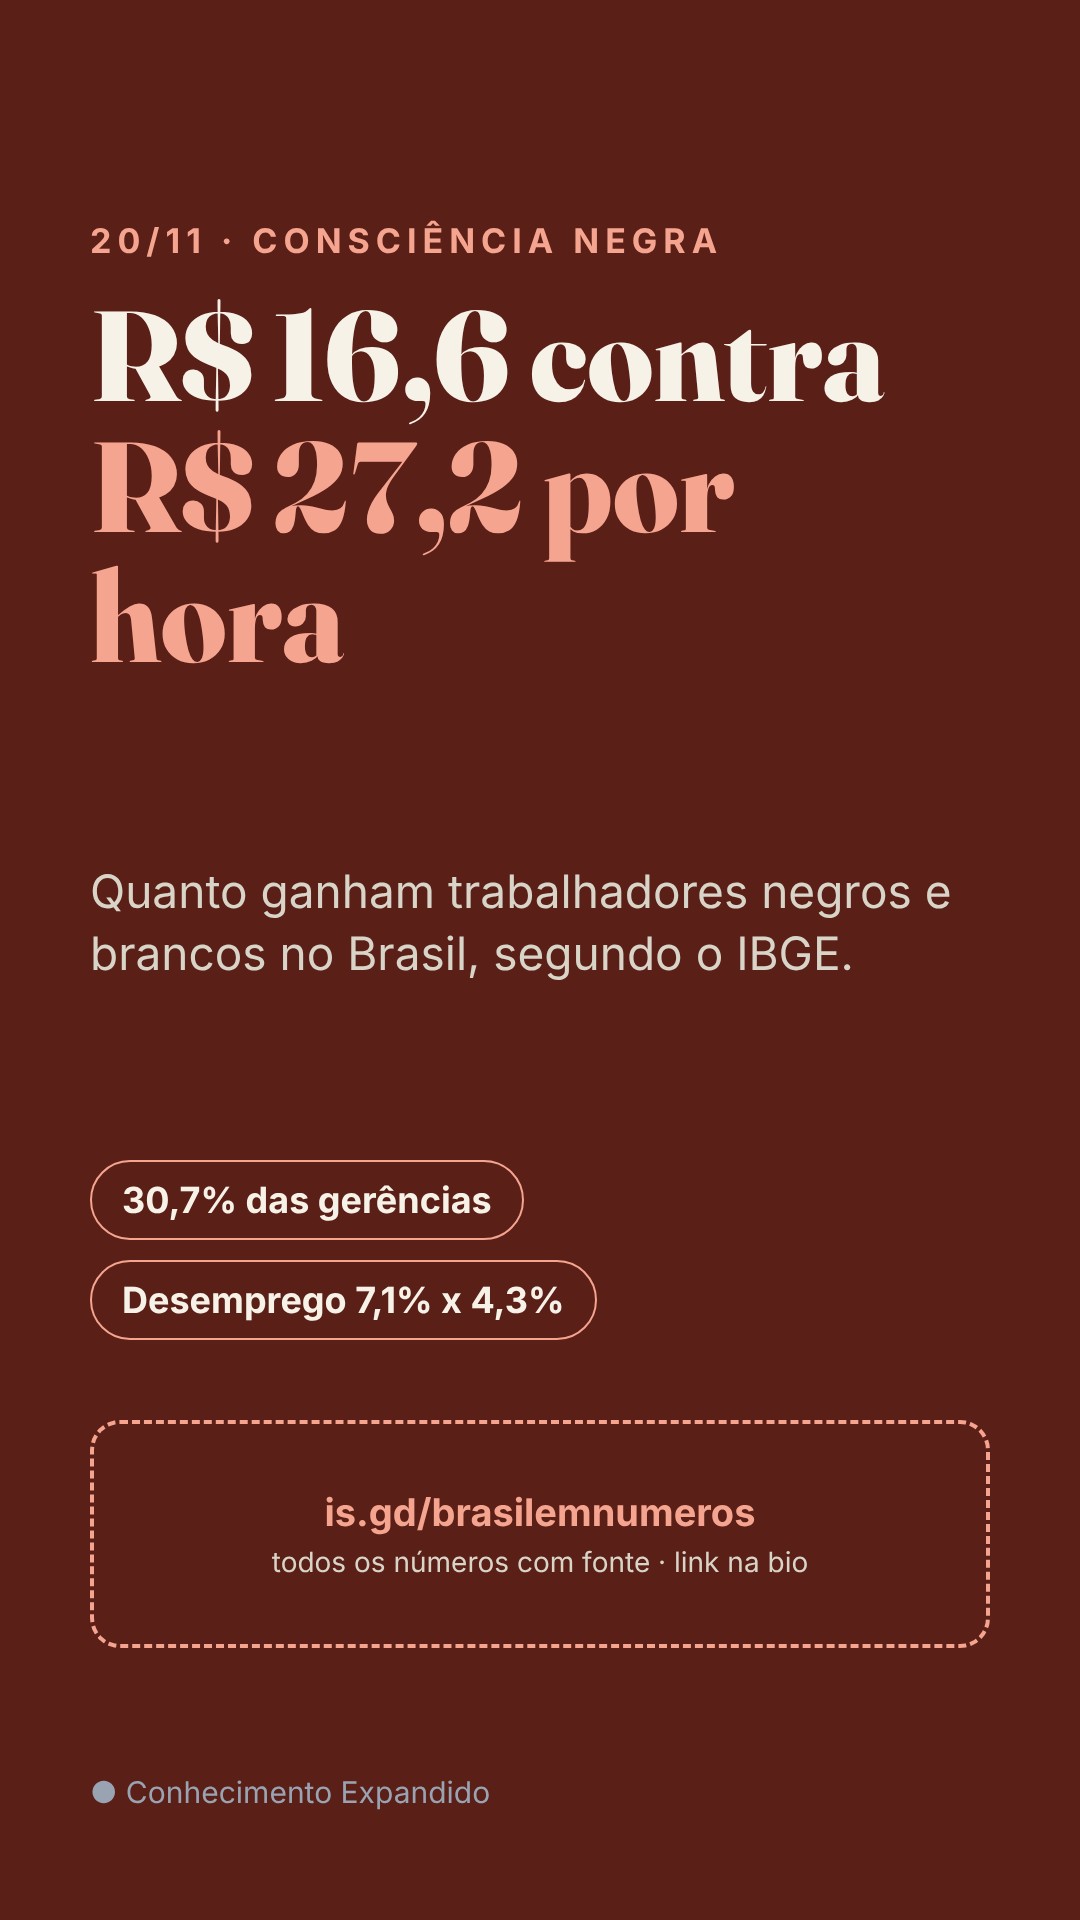 20/11 · CONSCIÊNCIA NEGRA
R$ 16,6 contra
R$ 27,2 por
hora
Quanto ganham trabalhadores negros e
brancos no Brasil, segundo o IBGE.
30,7% das gerências
Desemprego 7,1% x 4,3%
is.gd/brasilemnumeros
todos os números com fonte · link na bio
Conhecimento Expandido